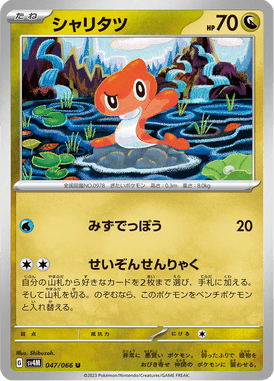 たね シャリタツ HP 70
全国図鑑NO.0978 ぎたいポケモン 高さ:0.3m 重さ:8.0kg
みずでっぽう 20
せいぞんせんりゃく
自分の山札から好きなカードを2枚まで選び、手札に加える。
そして山札を切る。のぞむなら、このポケモンをベンチポケモン
と入れ替える。
弱点 抵抗力 にげる
Illus. Shibuzoh.
SV4M 047/066 U
©2023 Pokémon/Nintendo/Creatures/GAME FREAK.